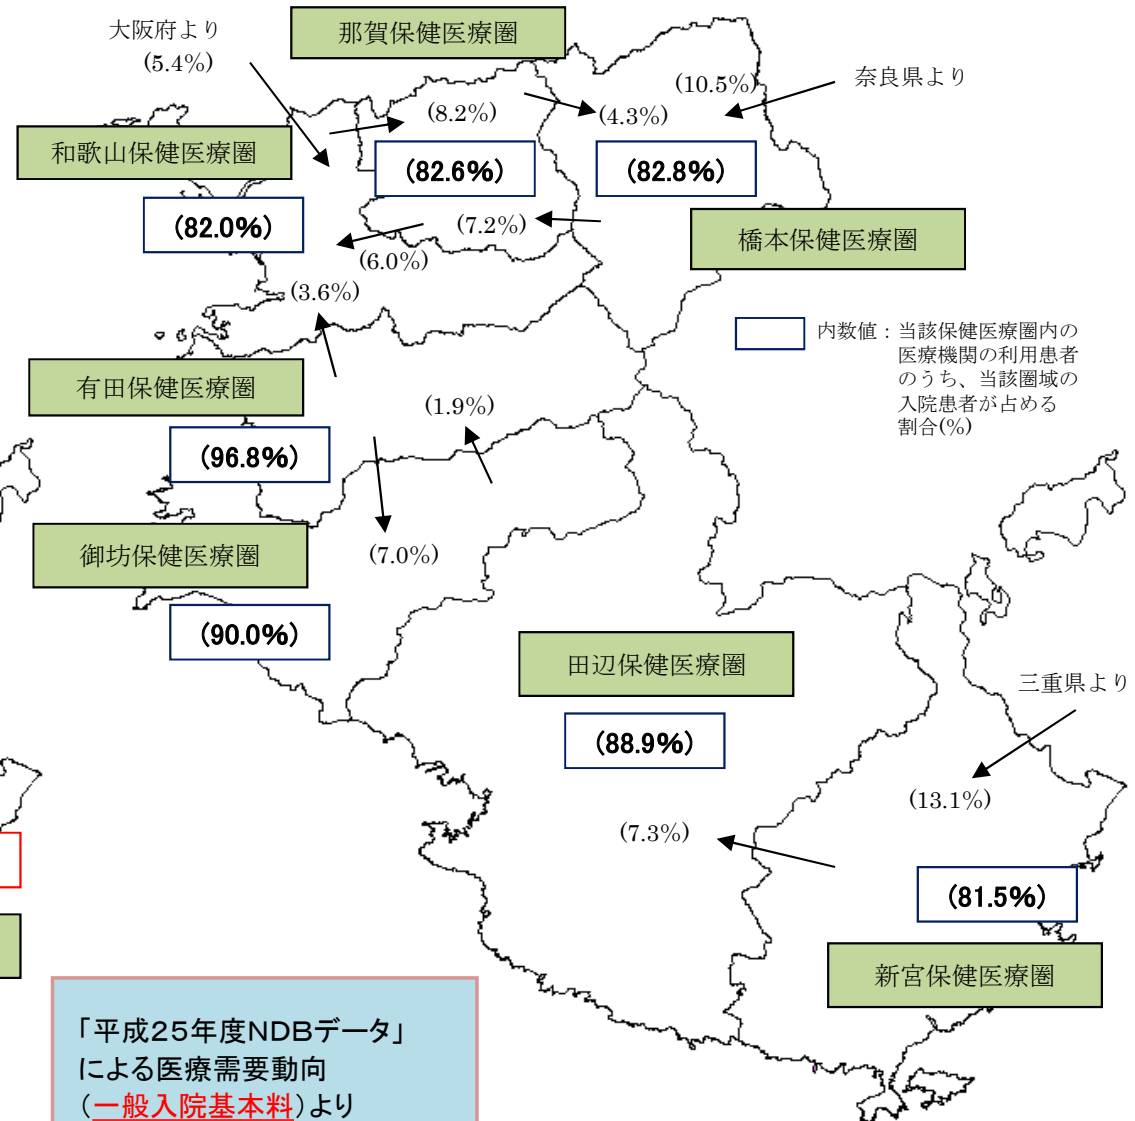 大阪府より
(5.4%)
那賀保健医療圏
(10.5%)
奈良県より
(8.2%)
(4.3%)
和歌山保健医療圏
(82.6%)
(82.8%)
(82.0%)
(7.2%)
橋本保健医療圏
(6.0%)
(3.6%)
内数値：当該保健医療圏内の
医療機関の利用患者
のうち、当該圏域の
入院患者が占める
割合(%)
有田保健医療圏
(1.9%)
(96.8%)
御坊保健医療圏
(7.0%)
(90.0%)
田辺保健医療圏
三重県より
(88.9%)
(13.1%)
(7.3%)
(81.5%)
新宮保健医療圏
「平成25年度NDBデータ」
による医療需要動向
(一般入院基本料)より